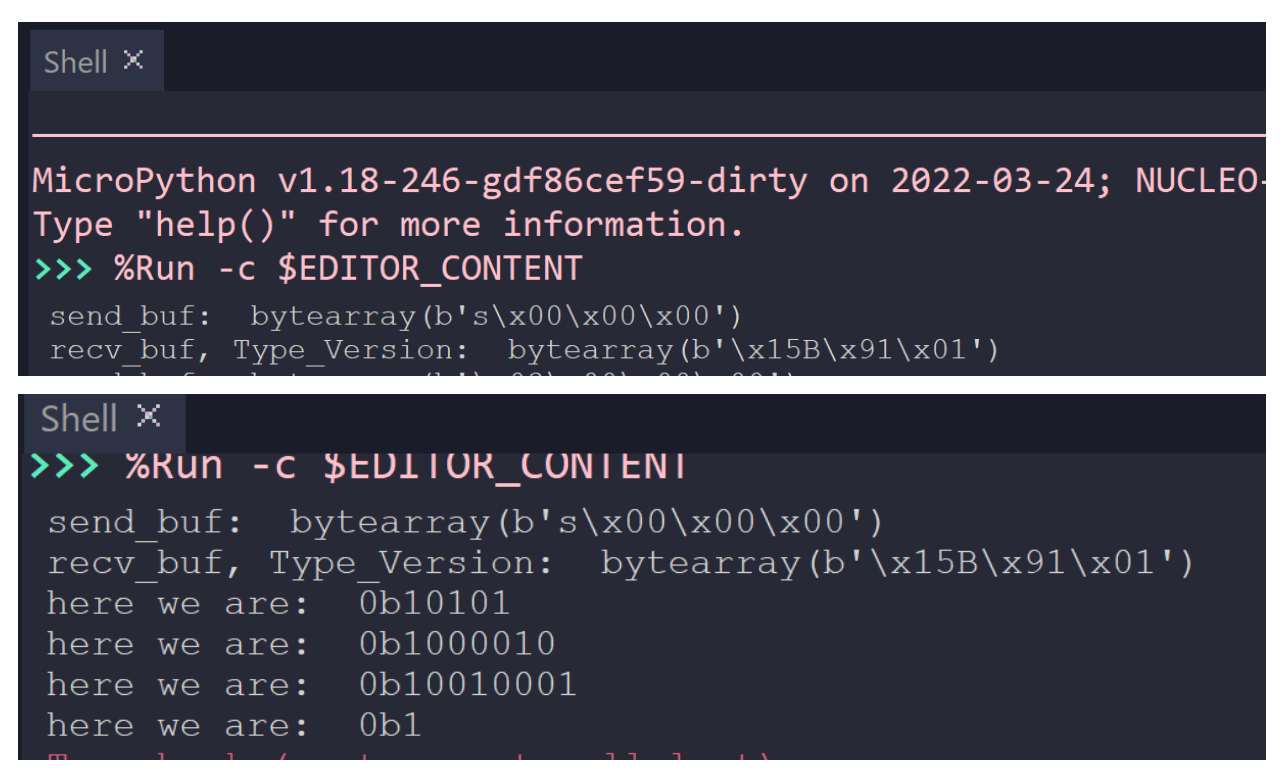 Shell ×
MicroPython v1.18-246-gdf86cef59-dirty on 2022-03-24; NUCLEO-
Type "help()" for more information.
>>> %Run -c $EDITOR_CONTENT
send_buf:  bytearray(b's\x00\x00\x00')
recv_buf, Type_Version:  bytearray(b'\x15B\x91\x01')
Shell ×
>>> %Run -c $EDITOR_CONTENT
send_buf:  bytearray(b's\x00\x00\x00')
recv_buf, Type_Version:  bytearray(b'\x15B\x91\x01')
here we are:  0b10101
here we are:  0b1000010
here we are:  0b10010001
here we are:  0b1